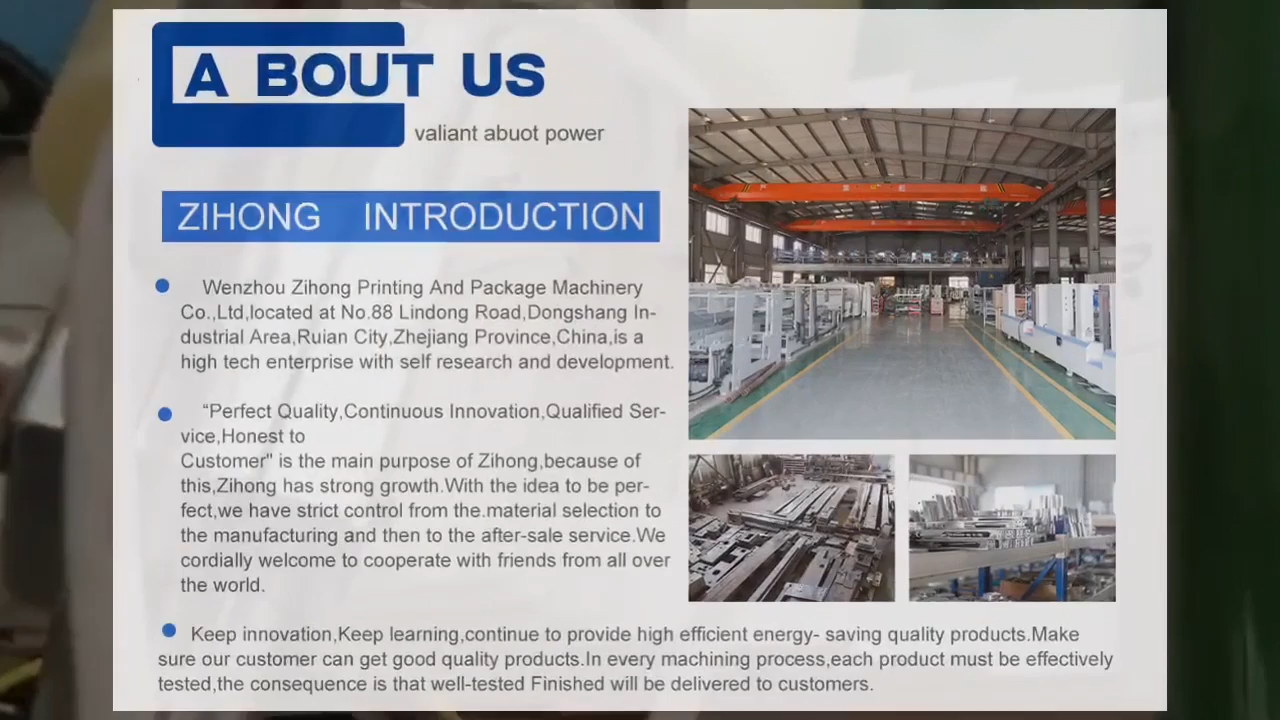 A BOUT US
valiant abuot power
ZIHONG INTRODUCTION
Wenzhou Zihong Printing And Package Machinery
Co.,Ltd,located at No.88 Lindong Road,Dongshang In-
dustrial Area,Ruian City,Zhejiang Province,China,is a
high tech enterprise with self research and development.
“Perfect Quality,Continuous Innovation,Qualified Ser-
vice,Honest to
Customer" is the main purpose of Zihong,because of
this,Zihong has strong growth.With the idea to be per-
fect,we have strict control from the.material selection to
the manufacturing and then to the after-sale service.We
cordially welcome to cooperate with friends from all over
the world.
Keep innovation,Keep learning,continue to provide high efficient energy- saving quality products.Make
sure our customer can get good quality products.In every machining process,each product must be effectively
tested,the consequence is that well-tested Finished will be delivered to customers.